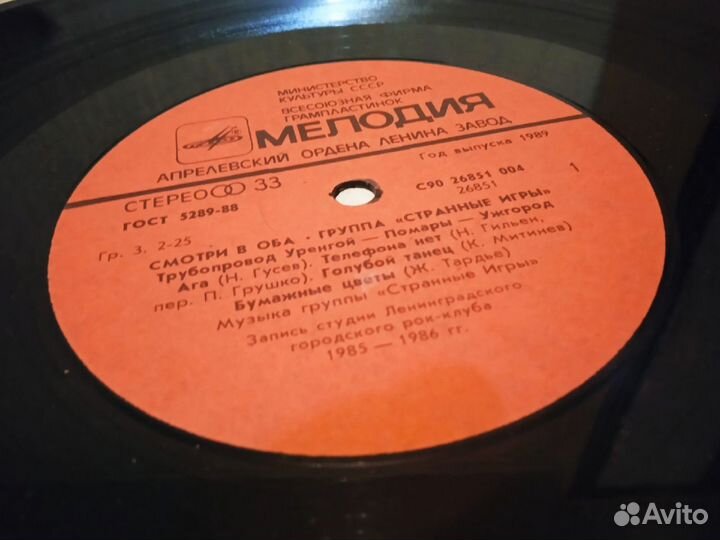 МИНИСТЕРСТВО
КУЛЬТУРЫ СССР
ВСЕСОЮЗНАЯ ФИРМА
ГРАМПЛАСТИНОК
МЕЛОДИЯ
АПРЕЛЕВСКИЙ ОРДЕНА ЛЕНИНА ЗАВОД
СТЕРЕО 33
ГОСТ 5289-88
Год выпуска 1989
С90 26851 004
26851
1
Гр. 3. 2-25
СМОТРИ В ОБА · ГРУППА «СТРАННЫЕ ИГРЫ»
Трубопровод Уренгой — Помары — Ужгород
Ага (Н. Гусев). Телефона нет (Н. Гильен,
пер. П. Грушко). Голубой танец (К. Митинев)
Бумажные цветы (Ж. Тардье)
Музыка группы «Странные Игры»
Запись студии Ленинградского
городского рок-клуба
1985 — 1986 гг.
Avito